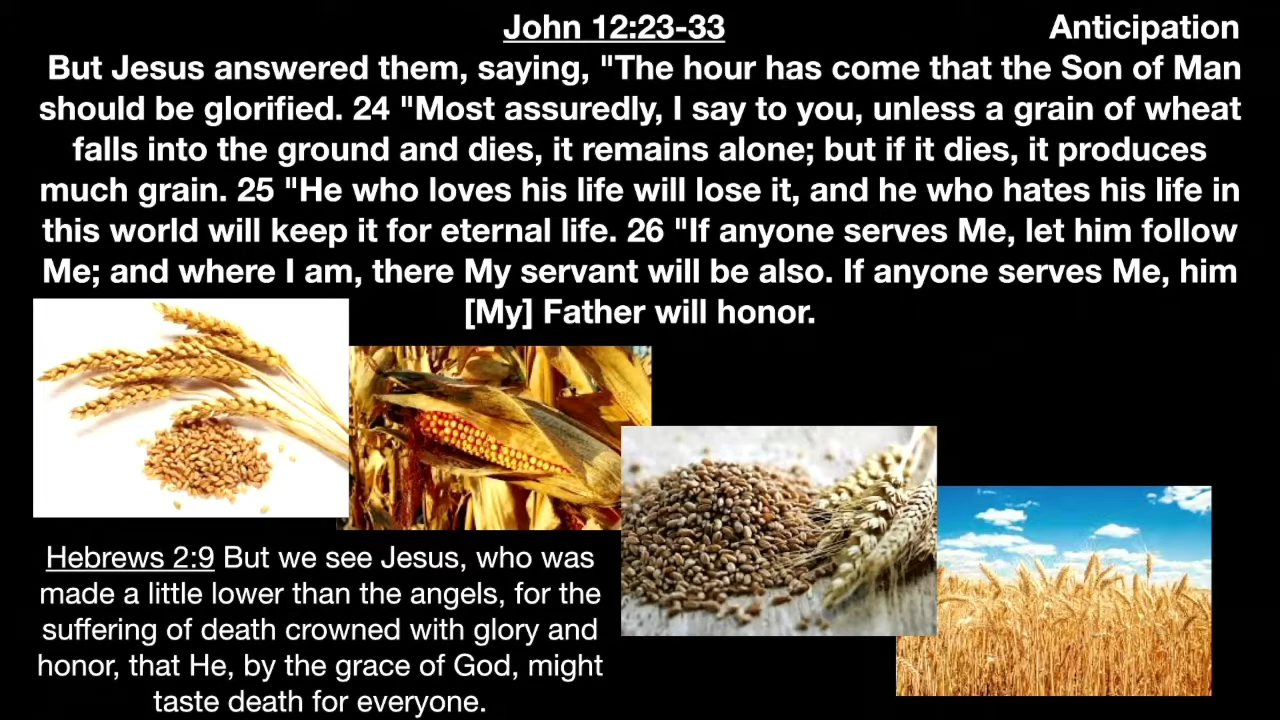 John 12:23-33
Anticipation
But Jesus answered them, saying, "The hour has come that the Son of Man
should be glorified. 24 "Most assuredly, I say to you, unless a grain of wheat
falls into the ground and dies, it remains alone; but if it dies, it produces
much grain. 25 "He who loves his life will lose it, and he who hates his life in
this world will keep it for eternal life. 26 "If anyone serves Me, let him follow
Me; and where I am, there My servant will be also. If anyone serves Me, him
[My] Father will honor.
Hebrews 2:9 But we see Jesus, who was
made a little lower than the angels, for the
suffering of death crowned with glory and
honor, that He, by the grace of God, might
taste death for everyone.